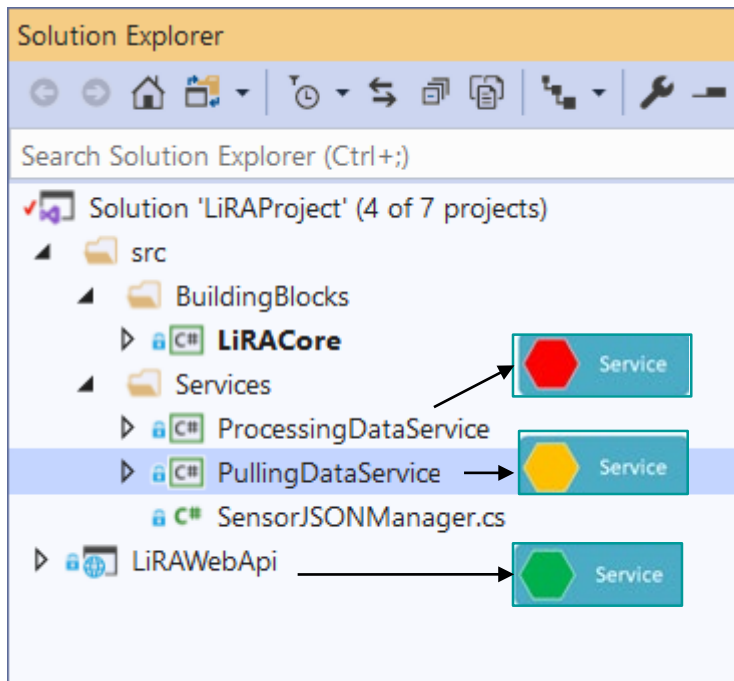 Solution Explorer
Search Solution Explorer (Ctrl+;)
Solution 'LiRAProject' (4 of 7 projects)
src
BuildingBlocks
C# LiRACore
Service
Services
C# ProcessingDataService
C# PullingDataService
Service
C# SensorJSONManager.cs
LiRAWebApi
Service